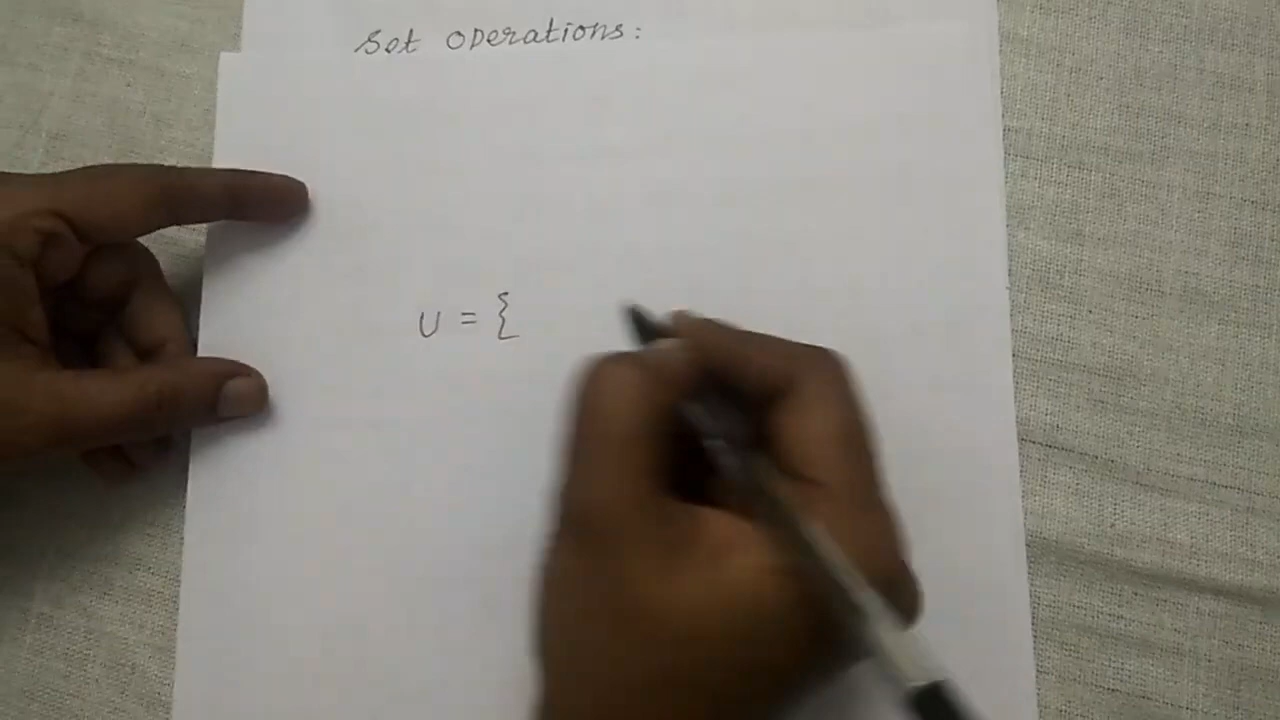 Set operations:
U = {